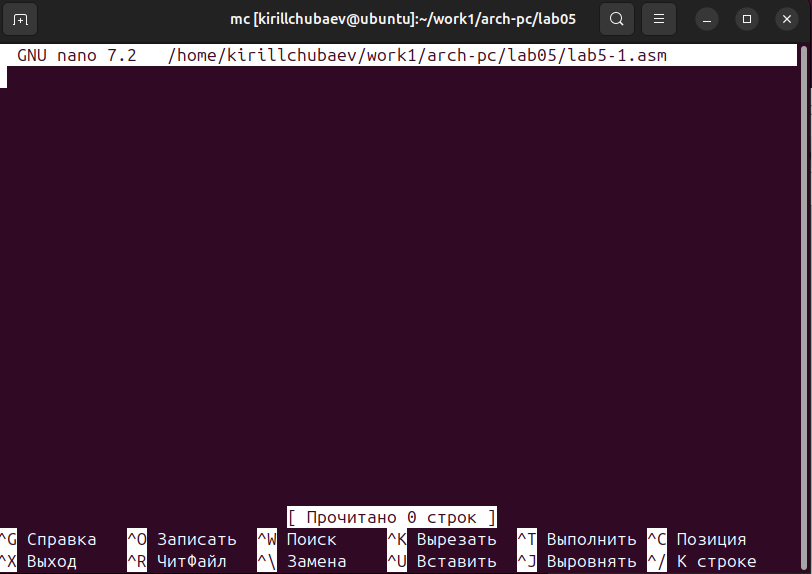 mc [kirillchubaev@ubuntu]:~/work1/arch-pc/lab05
GNU nano 7.2 /home/kirillchubaev/work1/arch-pc/lab05/lab5-1.asm
[ Прочитано 0 строк ]
^G Справка ^O Записать ^W Поиск ^K Вырезать ^T Выполнить ^C Позиция
^X Выход ^R ЧитФайл ^\ Замена ^U Вставить ^J Выровнять ^/ К строке